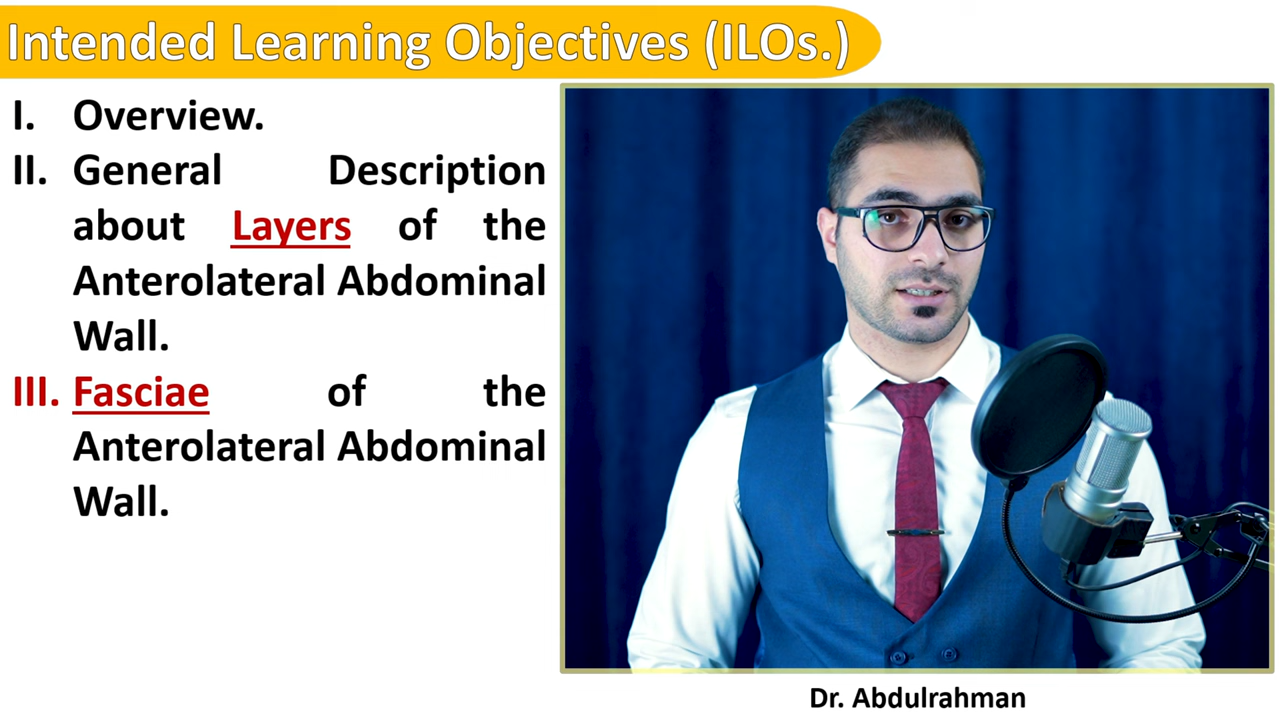 Intended Learning Objectives (ILOs.)
I. Overview.
II. General Description
about Layers of the
Anterolateral Abdominal
Wall.
III. Fasciae of the
Anterolateral Abdominal
Wall.
Dr. Abdulrahman